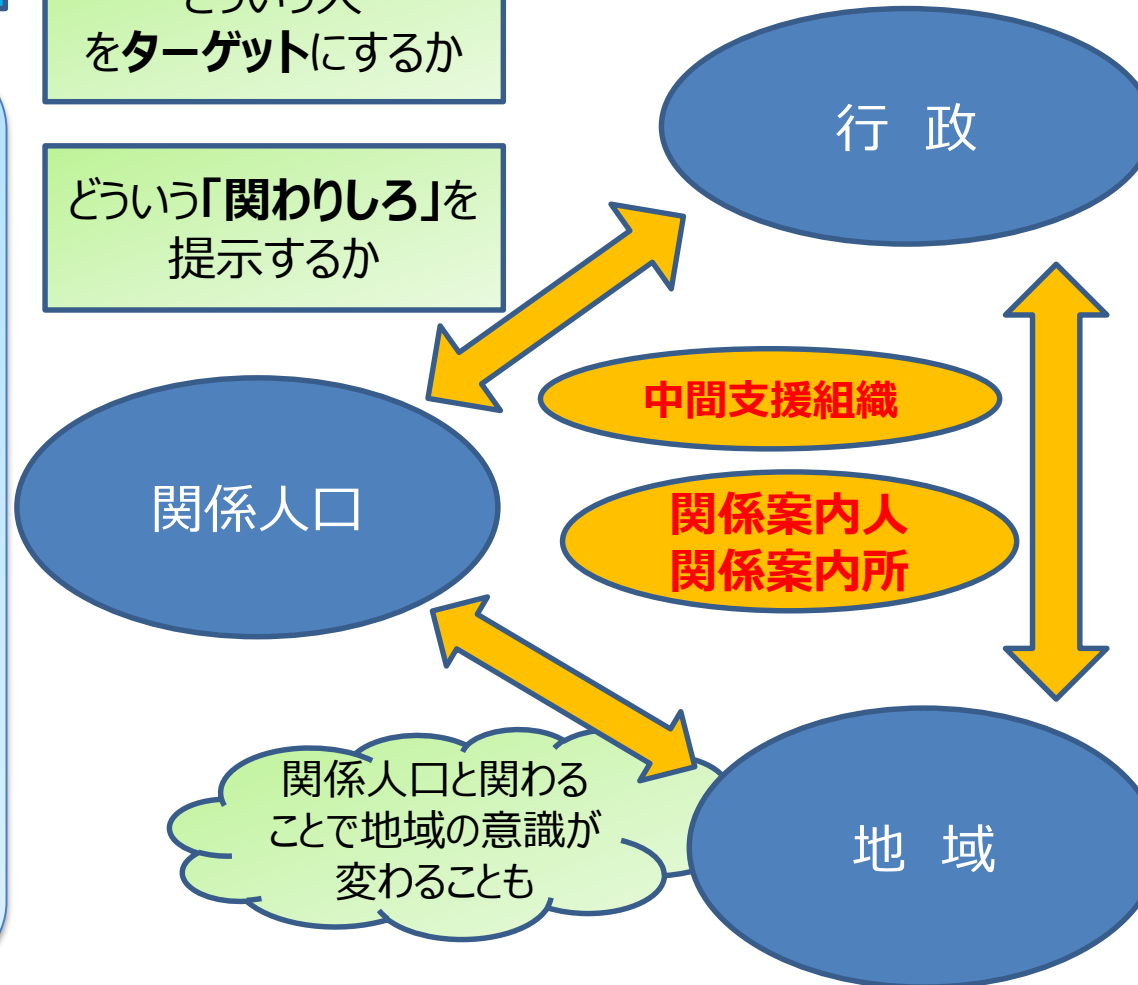 をターゲットにするか
どういう「関わりしろ」を
提示するか
行 政
中間支援組織
関係人口
関係案内人
関係案内所
関係人口と関わる
ことで地域の意識が
変わることも
地 域